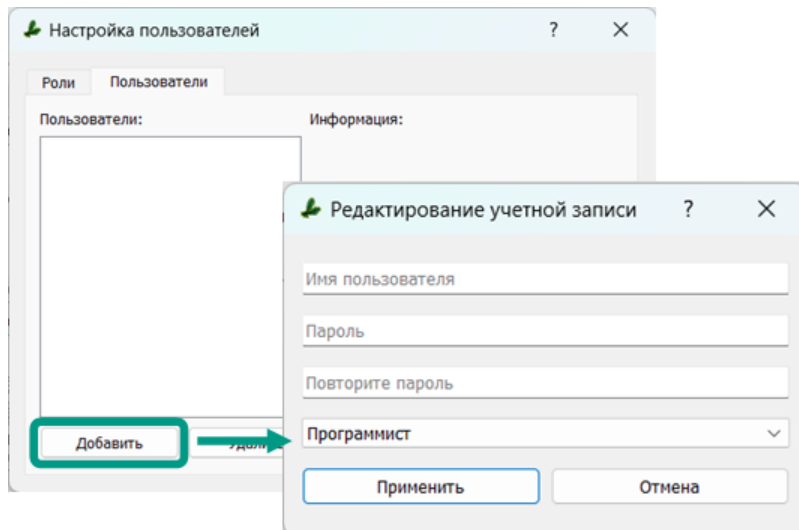 Настройка пользователей ? ×
Роли Пользователи
Пользователи: Информация:
Редактирование учетной записи ? ×
Имя пользователя
Пароль
Повторите пароль
Программист
Добавить
Применить Отмена